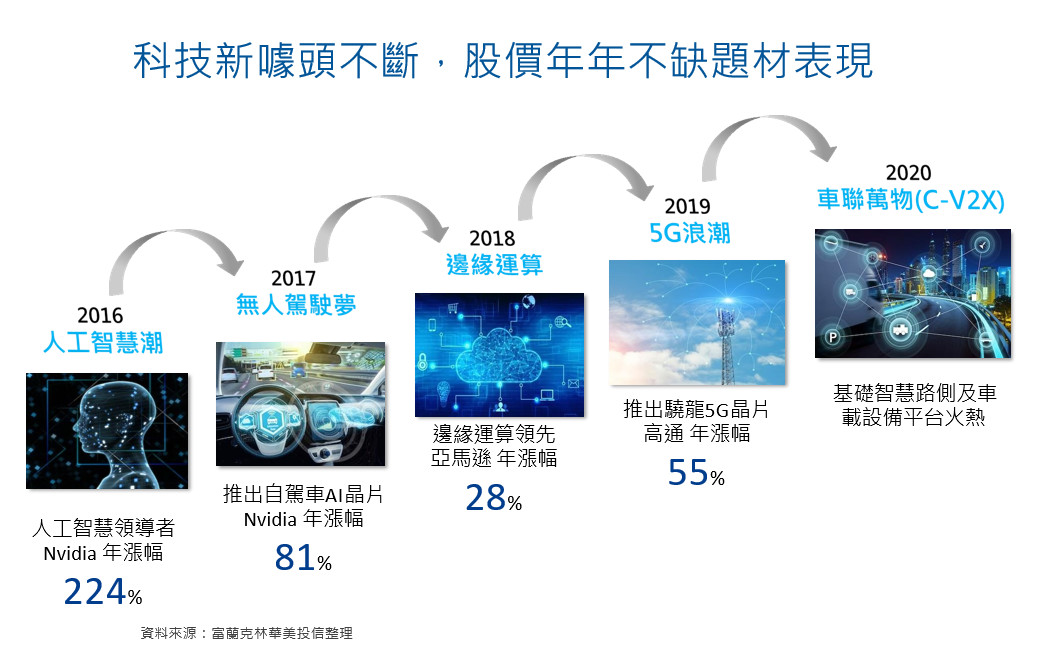 科技新噱頭不斷，股價年年不缺題材表現
2016
人工智慧潮
人工智慧領導者
Nvidia 年漲幅
224%
2017
無人駕駛夢
推出自駕車AI晶片
Nvidia 年漲幅
81%
2018
邊緣運算
邊緣運算領先
亞馬遜 年漲幅
28%
2019
5G浪潮
推出驍龍5G晶片
高通 年漲幅
55%
2020
車聯萬物(C-V2X)
P
基礎智慧路側及車
載設備平台火熱
資料來源：富蘭克林華美投信整理